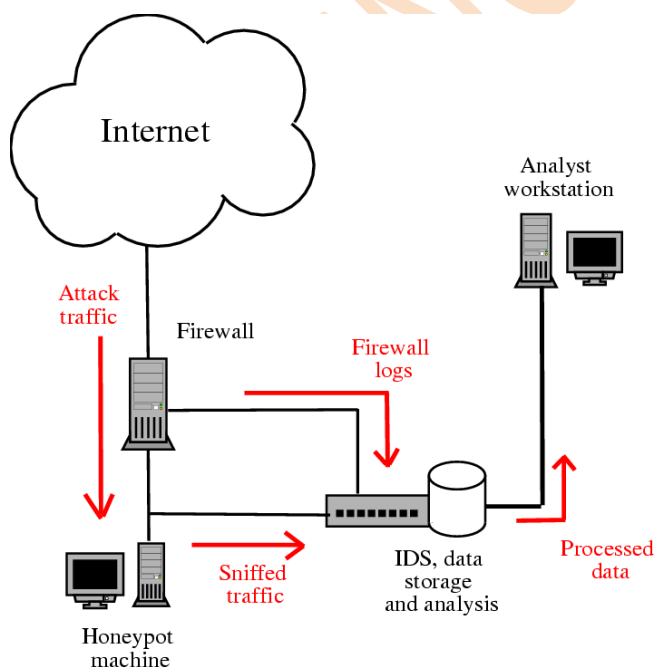 Internet
Analyst
workstation
Attack
traffic
Firewall
Firewall
logs
Sniffed
traffic
IDS, data
storage
and analysis
Processed
data
Honeypot
machine